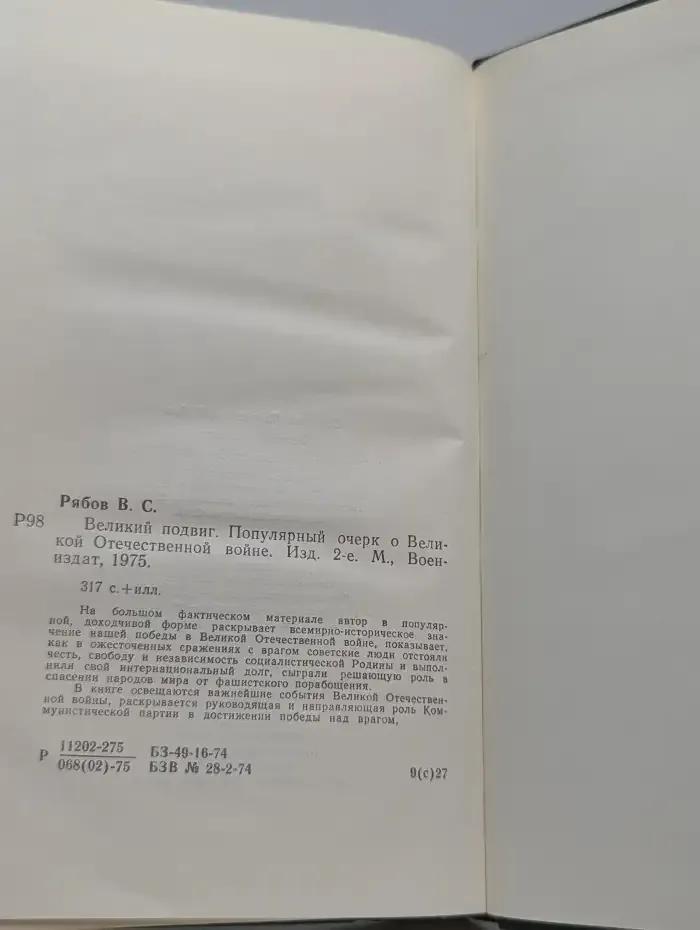 Рябов В. С.
Р98 Великий подвиг. Популярный очерк о Вели-
кой Отечественной войне. Изд. 2-е. М., Воен-
издат, 1975.
317 с.+илл.
На большом фактическом материале автор в популяр-
ной, доходчивой форме раскрывает всемирно-историческое зна-
чение нашей победы в Великой Отечественной войне, показывает,
как в ожесточенных сражениях с врагом советские люди отстояли
честь, свободу и независимость социалистической Родины и выпол-
нили свой интернациональный долг, сыграли решающую роль в
спасении народов мира от фашистского порабощения.
В книге освещаются важнейшие события Великой Отечествен-
ной войны, раскрывается руководящая и направляющая роль Ком-
мунистической партии в достижении победы над врагом,
Р 11202-275 БЗ-49-16-74
068(02)-75 БЗВ № 28-2-74 9(с)27